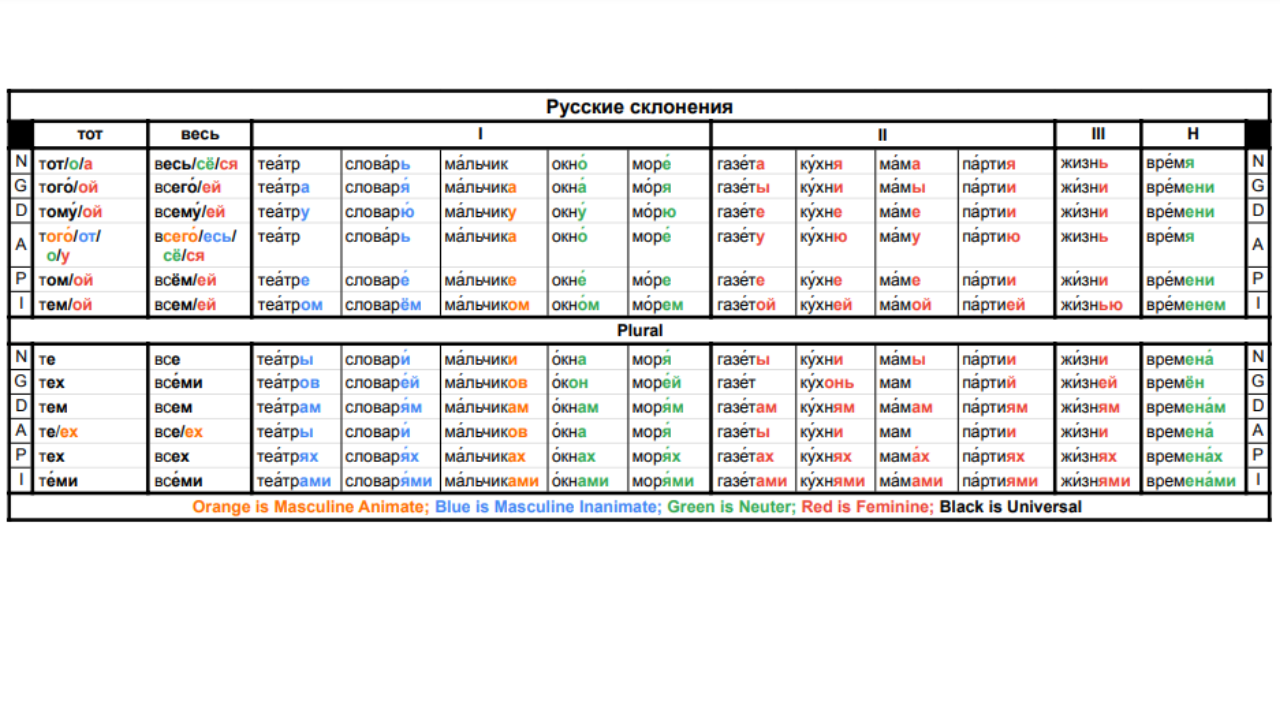 Русские склонения
тот весь I II III Н
N тот/о/а весь/сё/ся теа́тр слова́рь ма́льчик окно́ мо́ре́ газе́та ку́хня ма́ма па́ртия жизнь вре́мя N
G того́/ой всего́/ей теа́тра словаря́ ма́льчика окна́ мо́ря газе́ты ку́хни ма́мы па́ртии жи́зни вре́мени G
D тому́/ой всему́/ей теа́тру словарю́ ма́льчику окну́ мо́рю газе́те ку́хне ма́ме па́ртии жи́зни вре́мени D
A того́/от/ всего́/есь/ теа́тр слова́рь ма́льчика окно́ море́ газе́ту ку́хню ма́му па́ртию жизнь вре́мя A
о/у сё/ся
P том/ой всём/ей теа́тре словаре́ ма́льчике окне́ мо́ре газе́те ку́хне ма́ме па́ртии жи́зни вре́мени P
I тем/ой всем/ей теа́тром словарём ма́льчиком окно́м мо́рем газе́той ку́хней ма́мой па́ртией жи́знью вре́менем I
Plural
N те все теа́тры словари́ ма́льчики о́кна моря́ газе́ты ку́хни ма́мы па́ртии жи́зни времена́ N
G тех все́ми теа́тров словаре́й ма́льчиков о́кон море́й газе́т ку́хонь мам па́ртий жи́зней времён G
D тем всем теа́трам словаря́м ма́льчикам о́кнам моря́м газе́там ку́хням ма́мам па́ртиям жи́зням времена́м D
A те/ех все/ех теа́тры словари́ ма́льчиков о́кна моря́ газе́ты ку́хни мам па́ртии жи́зни времена́ A
P тех всех теа́трях словаря́х ма́льчиках о́кнах моря́х газе́тах ку́хнях мама́х па́ртиях жи́знях времена́х P
I те́ми все́ми теа́трами словаря́ми ма́льчиками о́кнами моря́ми газе́тами ку́хнями ма́мами па́ртиями жи́знями времена́ми I
Orange is Masculine Animate; Blue is Masculine Inanimate; Green is Neuter; Red is Feminine; Black is Universal